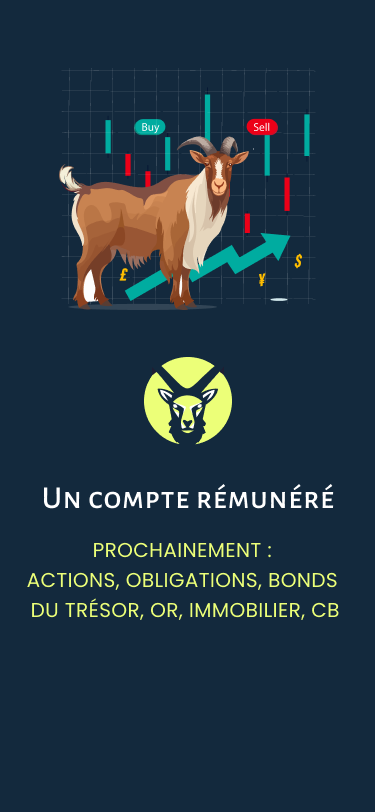 Buy
Sell
£
¥
$
Un compte rémunéré
PROCHAINEMENT :
ACTIONS, OBLIGATIONS, BONDS
DU TRÉSOR, OR, IMMOBILIER, CB